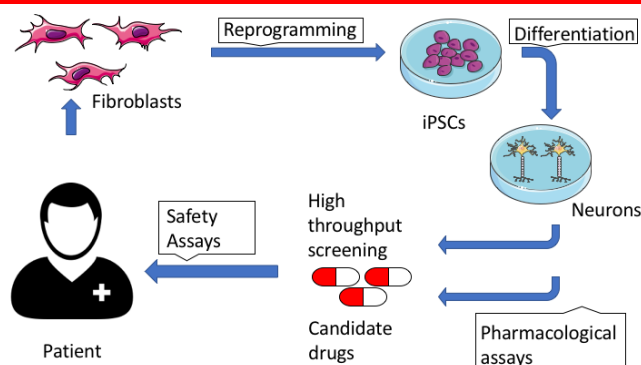 Reprogramming
Differentiation
Fibroblasts
iPSCs
Neurons
High
throughput
screening
Safety
Assays
Candidate
drugs
Pharmacological
assays
Patient